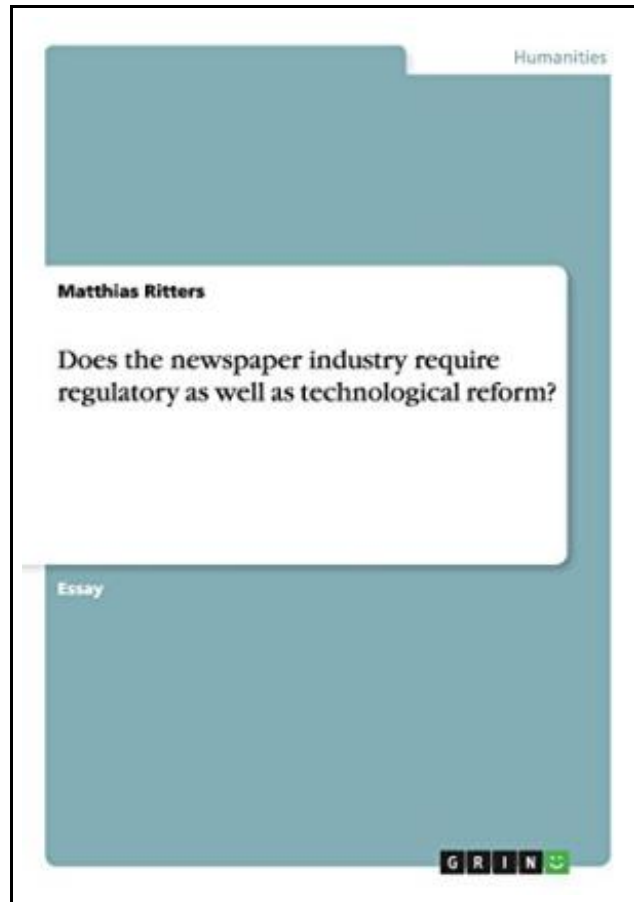 Humanities
Matthias Ritters
Does the newspaper industry require
regulatory as well as technological reform?
Essay
GRIN